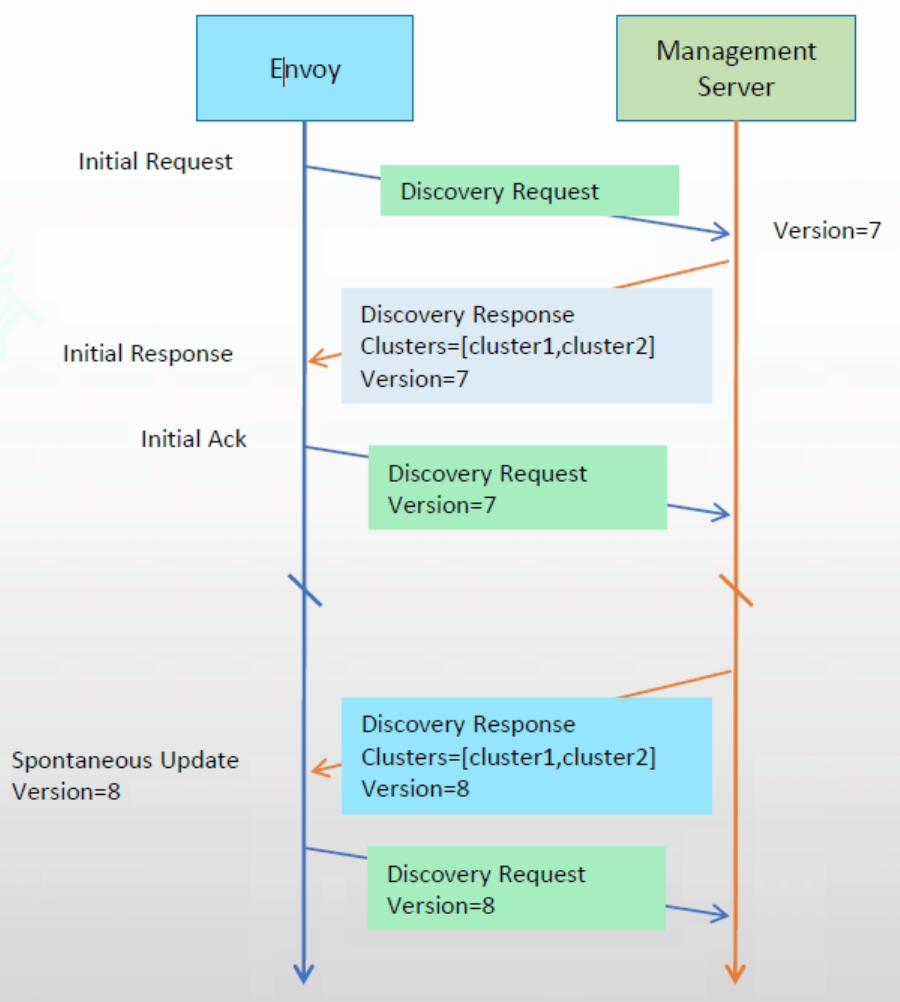 Envoy
Management
Server
Initial Request
Discovery Request
Version=7
Discovery Response
Clusters=[cluster1,cluster2]
Version=7
Initial Response
Initial Ack
Discovery Request
Version=7
Discovery Response
Clusters=[cluster1,cluster2]
Version=8
Spontaneous Update
Version=8
Discovery Request
Version=8